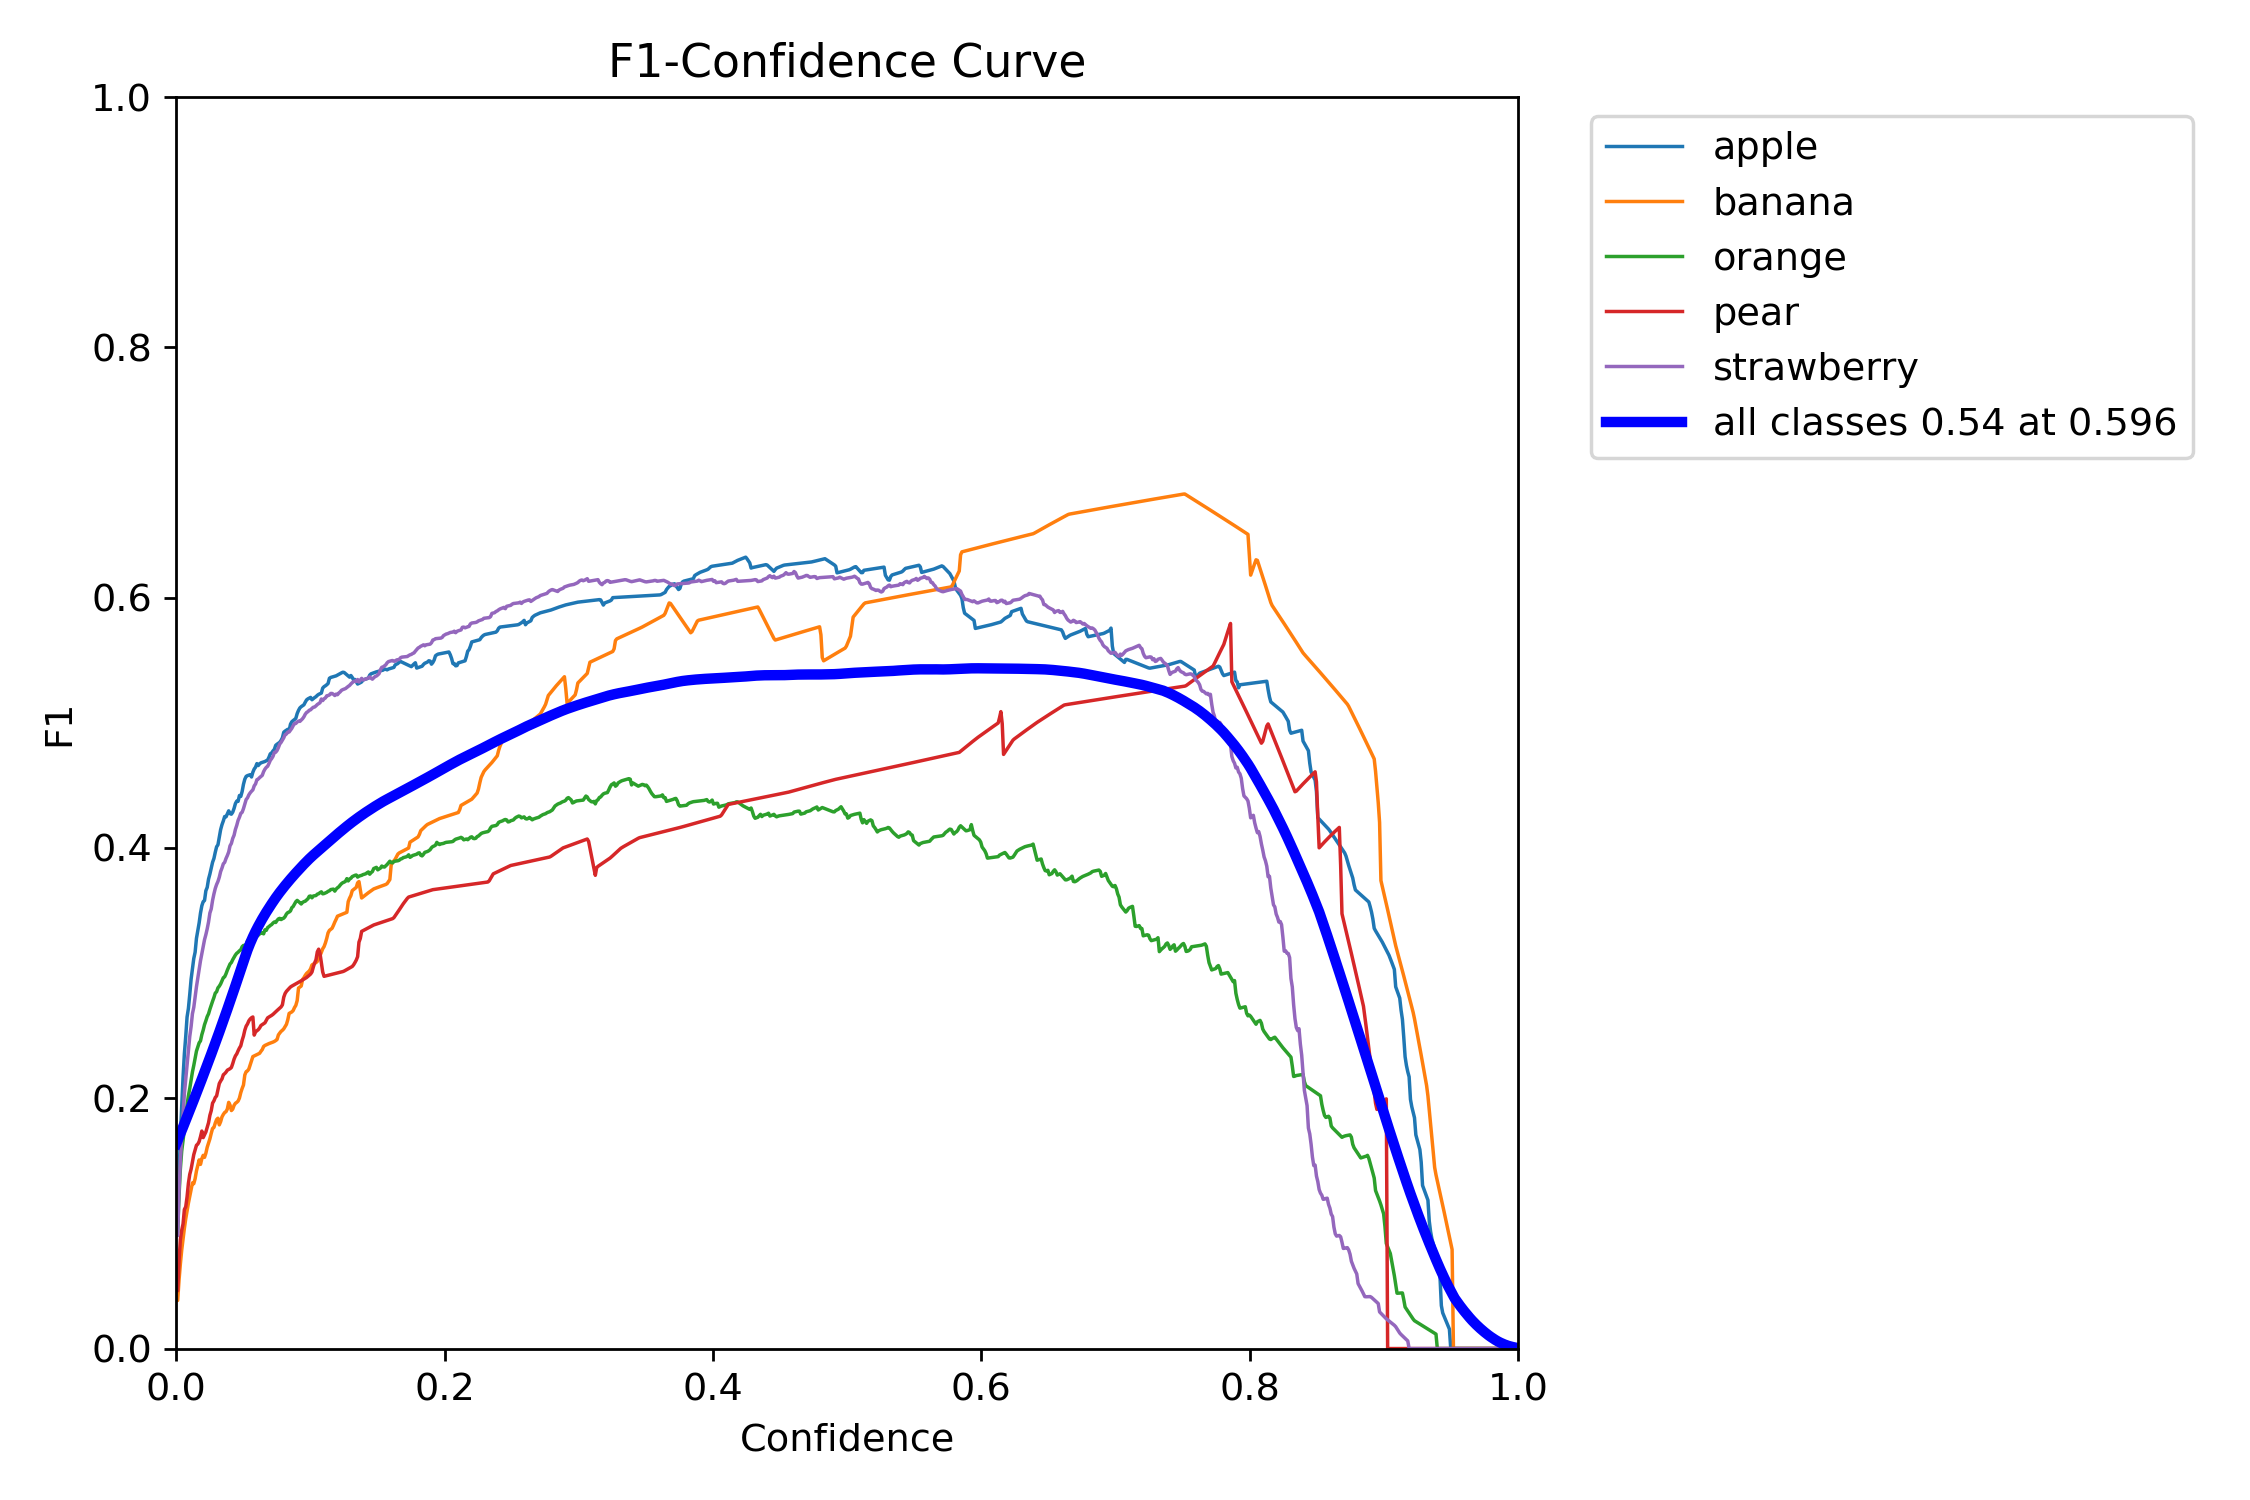 F1-Confidence Curve
1.0
0.8
0.6
0.4
0.2
0.0
F1
0.0 0.2 0.4 0.6 0.8 1.0
Confidence
apple
banana
orange
pear
strawberry
all classes 0.54 at 0.596